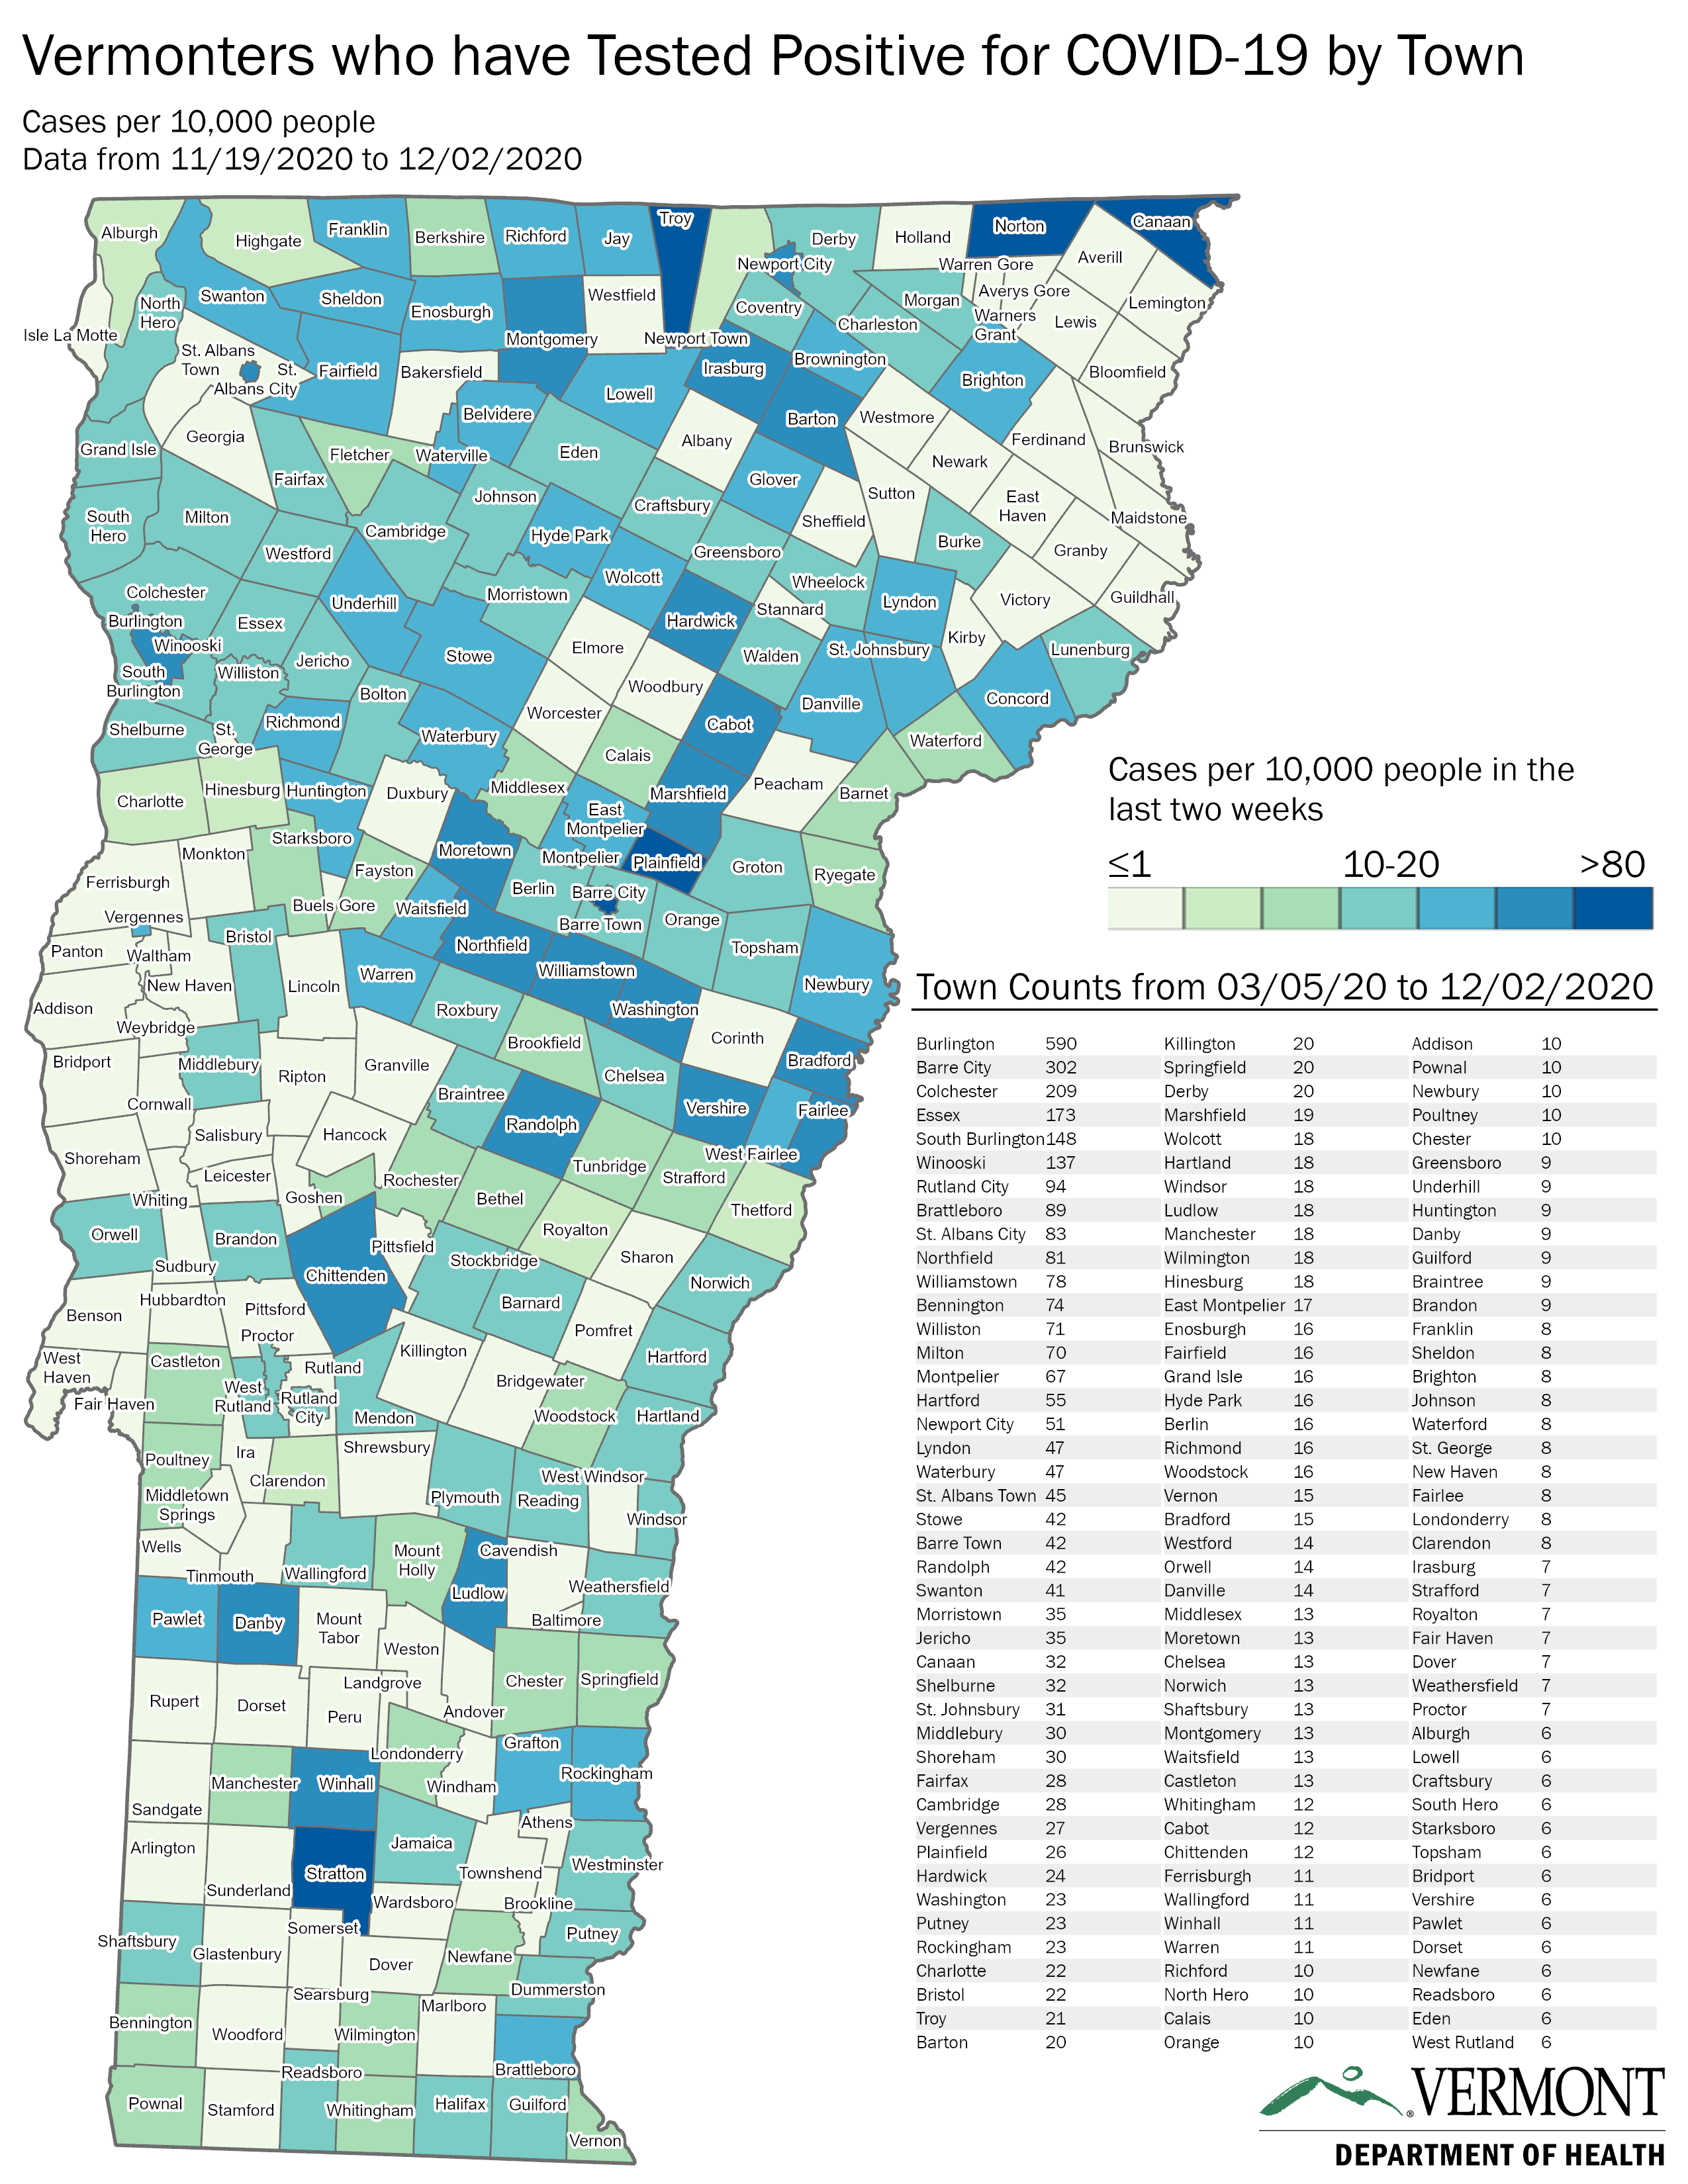 Vermonters who have Tested Positive for COVID-19 by Town
Cases per 10,000 people
Data from 11/19/2020 to 12/02/2020
Alburgh
Highgate
Franklin
Berkshire
Richford
Jay
Troy
Newport City
Derby
Holland
Norton
Canaan
Warren Gore
Averill
Averys Gore
Lemington
Isle La Motte
North
Hero
Swanton
Sheldon
Enosburgh
Montgomery
Westfield
Newport Town
Coventry
Charleston
Morgan
Warners
Grant
Lewis
Bloomfield
St. Albans
Town
St.
Albans City
Fairfield
Bakersfield
Belvidere
Lowell
Irasburg
Brownington
Brighton
Barton
Westmore
Ferdinand
Brunswick
Grand Isle
Georgia
Fletcher
Waterville
Eden
Albany
Glover
Newark
Fairfax
Johnson
Craftsbury
Sutton
East
Haven
Maidstone
South
Hero
Milton
Cambridge
Hyde Park
Sheffield
Westford
Greensboro
Burke
Granby
Colchester
Underhill
Morristown
Wolcott
Wheelock
Stannard
Lyndon
Victory
Guildhall
Burlington
Winooski
Essex
Hardwick
Kirby
South
Burlington
Williston
Jericho
Stowe
Elmore
Walden
St. Johnsbury
Lunenburg
Bolton
Woodbury
Danville
Concord
Shelburne
St.
George
Richmond
Waterbury
Worcester
Cabot
Waterford
Calais
Charlotte
Hinesburg
Huntington
Duxbury
Middlesex
Marshfield
Peacham
Barnet
East
Montpelier
Starksboro
Monkton
Moretown
Montpelier
Plainfield
Groton
Ryegate
Ferrisburgh
Fayston
Berlin
Barre City
Vergennes
Buels Gore
Waitsfield
Barre Town
Orange
Panton
Waltham
Bristol
Northfield
Topsham
New Haven
Lincoln
Warren
Williamstown
Newbury
Addison
Weybridge
Roxbury
Washington
Corinth
Bridport
Middlebury
Ripton
Granville
Brookfield
Chelsea
Bradford
Cornwall
Braintree
Vershire
Fairlee
Salisbury
Hancock
Randolph
West Fairlee
Shoreham
Leicester
Goshen
Rochester
Tunbridge
Strafford
Whiting
Bethel
Thetford
Orwell
Brandon
Pittsfield
Royalton
Sudbury
Chittenden
Stockbridge
Sharon
Norwich
Benson
Hubbardton
Pittsford
Barnard
Proctor
Pomfret
West
Haven
Castleton
Rutland
Killington
Hartford
Fair Haven
West
Rutland
Rutland
City
Mendon
Bridgewater
Woodstock
Hartland
Poultney
Ira
Clarendon
Shrewsbury
West Windsor
Middletown
Springs
Plymouth
Reading
Windsor
Wells
Tinmouth
Wallingford
Mount
Holly
Cavendish
Ludlow
Weathersfield
Pawlet
Danby
Mount
Tabor
Baltimore
Weston
Landgrove
Chester
Springfield
Rupert
Dorset
Peru
Andover
Londonderry
Grafton
Rockingham
Manchester
Winhall
Windham
Sandgate
Athens
Arlington
Jamaica
Stratton
Townshend
Westminster
Sunderland
Wardsboro
Brookline
Somerset
Putney
Shaftsbury
Glastenbury
Dover
Newfane
Dummerston
Searsburg
Marlboro
Bennington
Woodford
Wilmington
Readsboro
Brattleboro
Pownal
Stamford
Whitingham
Halifax
Guilford
Vernon
Cases per 10,000 people in the
last two weeks
≤1 10-20 >80
Town Counts from 03/05/20 to 12/02/2020
Burlington 590 Killington 20 Addison 10
Barre City 302 Springfield 20 Pownal 10
Colchester 209 Derby 20 Newbury 10
Essex 173 Marshfield 19 Poultney 10
South Burlington 148 Wolcott 18 Chester 10
Winooski 137 Hartland 18 Greensboro 9
Rutland City 94 Windsor 18 Underhill 9
Brattleboro 89 Ludlow 18 Huntington 9
St. Albans City 83 Manchester 18 Danby 9
Northfield 81 Wilmington 18 Guilford 9
Williamstown 78 Hinesburg 18 Braintree 9
Bennington 74 East Montpelier 17 Brandon 9
Williston 71 Enosburgh 16 Franklin 8
Milton 70 Fairfield 16 Sheldon 8
Montpelier 67 Grand Isle 16 Brighton 8
Hartford 55 Hyde Park 16 Johnson 8
Newport City 51 Berlin 16 Waterford 8
Lyndon 47 Richmond 16 St. George 8
Waterbury 47 Woodstock 16 New Haven 8
St. Albans Town 45 Vernon 15 Fairlee 8
Stowe 42 Bradford 15 Londonderry 8
Barre Town 42 Westford 14 Clarendon 8
Randolph 42 Orwell 14 Irasburg 7
Swanton 41 Danville 14 Strafford 7
Morristown 35 Middlesex 13 Royalton 7
Jericho 35 Moretown 13 Fair Haven 7
Canaan 32 Chelsea 13 Dover 7
Shelburne 32 Norwich 13 Weathersfield 7
St. Johnsbury 31 Shaftsbury 13 Proctor 7
Middlebury 30 Montgomery 13 Alburgh 6
Shoreham 30 Waitsfield 13 Lowell 6
Fairfax 28 Castleton 13 Craftsbury 6
Cambridge 28 Whitingham 12 South Hero 6
Vergennes 27 Cabot 12 Starksboro 6
Plainfield 26 Chittenden 12 Topsham 6
Hardwick 24 Ferrisburgh 11 Bridport 6
Washington 23 Wallingford 11 Vershire 6
Putney 23 Winhall 11 Pawlet 6
Rockingham 23 Warren 11 Dorset 6
Charlotte 22 Richford 10 Newfane 6
Bristol 22 North Hero 10 Readsboro 6
Troy 21 Calais 10 Eden 6
Barton 20 Orange 10 West Rutland 6
VERMONT
DEPARTMENT OF HEALTH